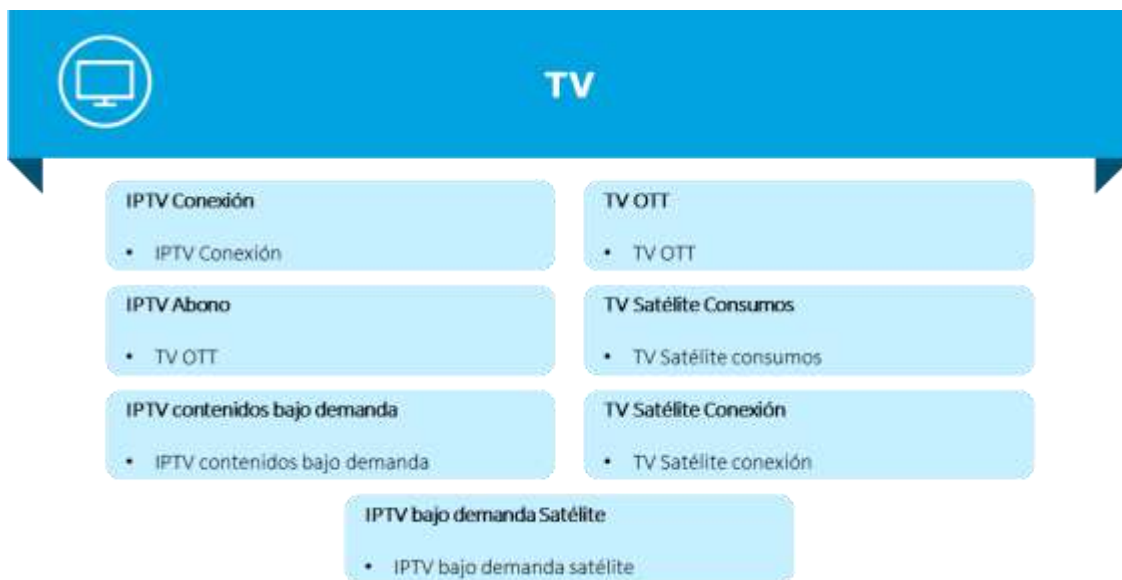 TV
IPTV Conexión
• IPTV Conexión
TV OTT
• TV OTT
IPTV Abono
• TV OTT
TV Satélite Consumos
• TV Satélite consumos
IPTV contenidos bajo demanda
• IPTV contenidos bajo demanda
TV Satélite Conexión
• TV Satélite conexión
IPTV bajo demanda Satélite
• IPTV bajo demanda satélite